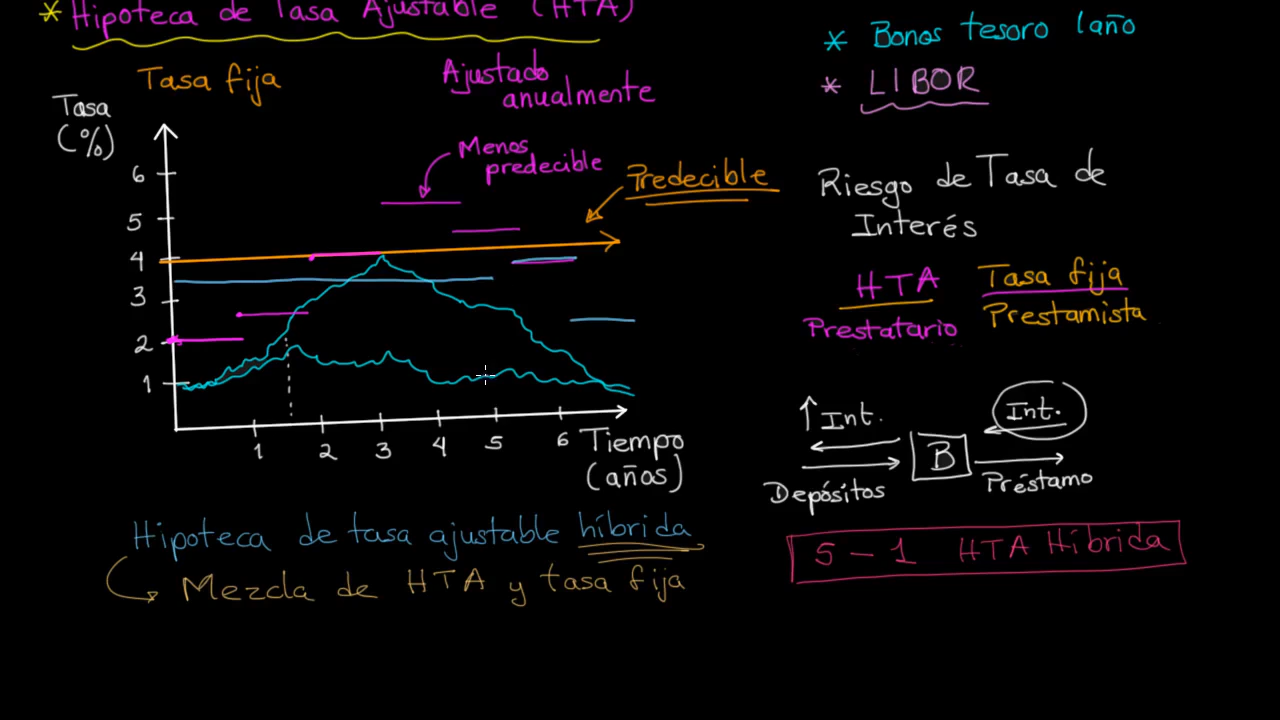 * Hipoteca de Tasa Ajustable (HTA)
Tasa fija
Ajustado
anualmente
Tasa
(%)
Menos
predecible
Predecible
6
5
4
3
2
1
1 2 3 4 5 6
Tiempo
(años)
Hipoteca de tasa ajustable híbrida
Mezcla de HTA y tasa fija
* Bonos tesoro 1año
* LIBOR
Riesgo de Tasa de
Interés
HTA Tasa fija
Prestatario Prestamista
↑ Int. Int.
B
Depósitos Préstamo
5 - 1 HTA Híbrida